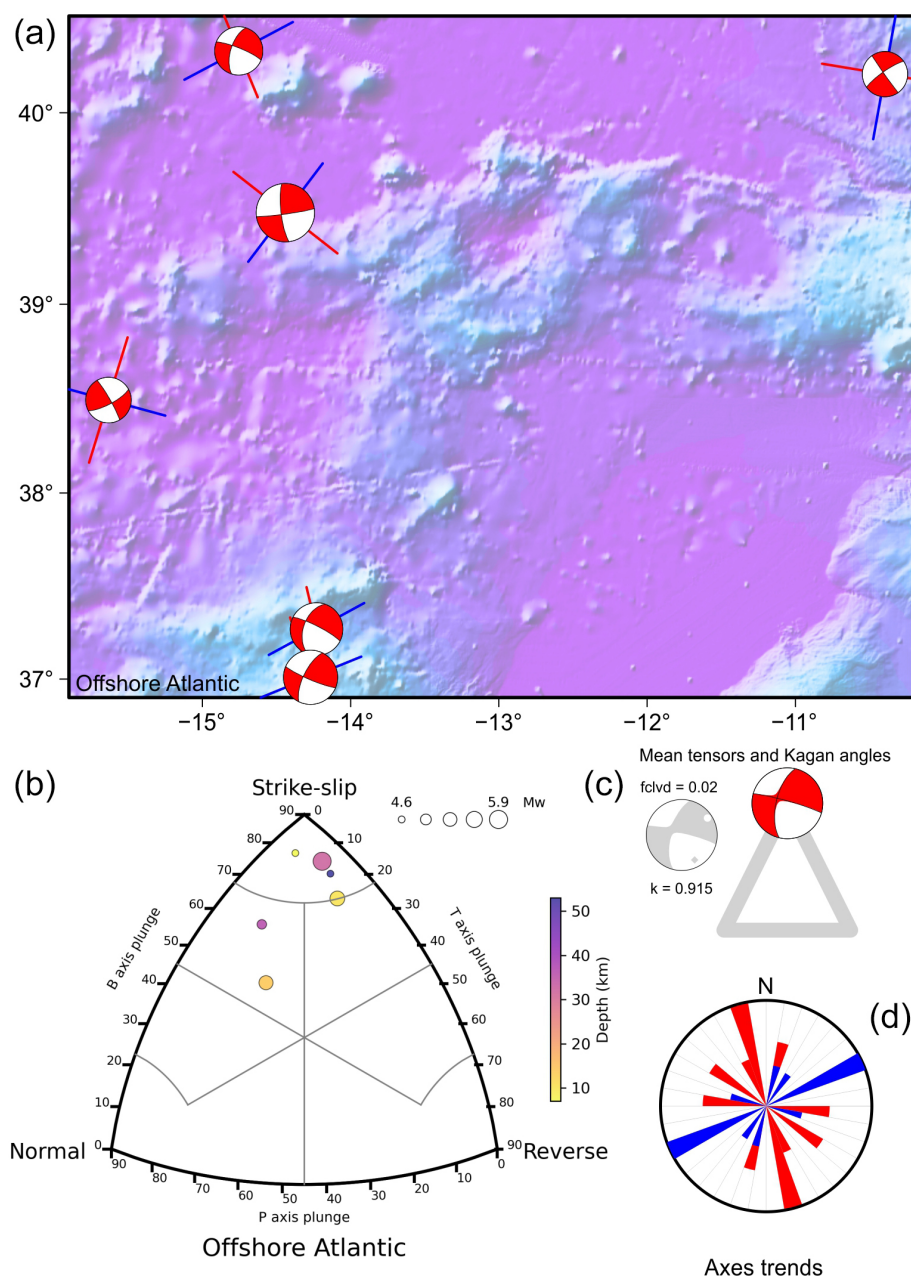 (a)
40°
39°
38°
37°
Offshore Atlantic
−15° −14° −13° −12° −11°
(b)
Strike-slip
4.6 5.9 Mw
90 0
80 10
70 20
60 30
50 40
40 50
30 60
20 70
10 80
0 90
B axis plunge
T axis plunge
Normal
Reverse
90 80 70 60 50 40 30 20 10 0
P axis plunge
Offshore Atlantic
50
40
30
20
10
Depth (km)
Mean tensors and Kagan angles
(c)
fclvd = 0.02
k = 0.915
N
(d)
Axes trends